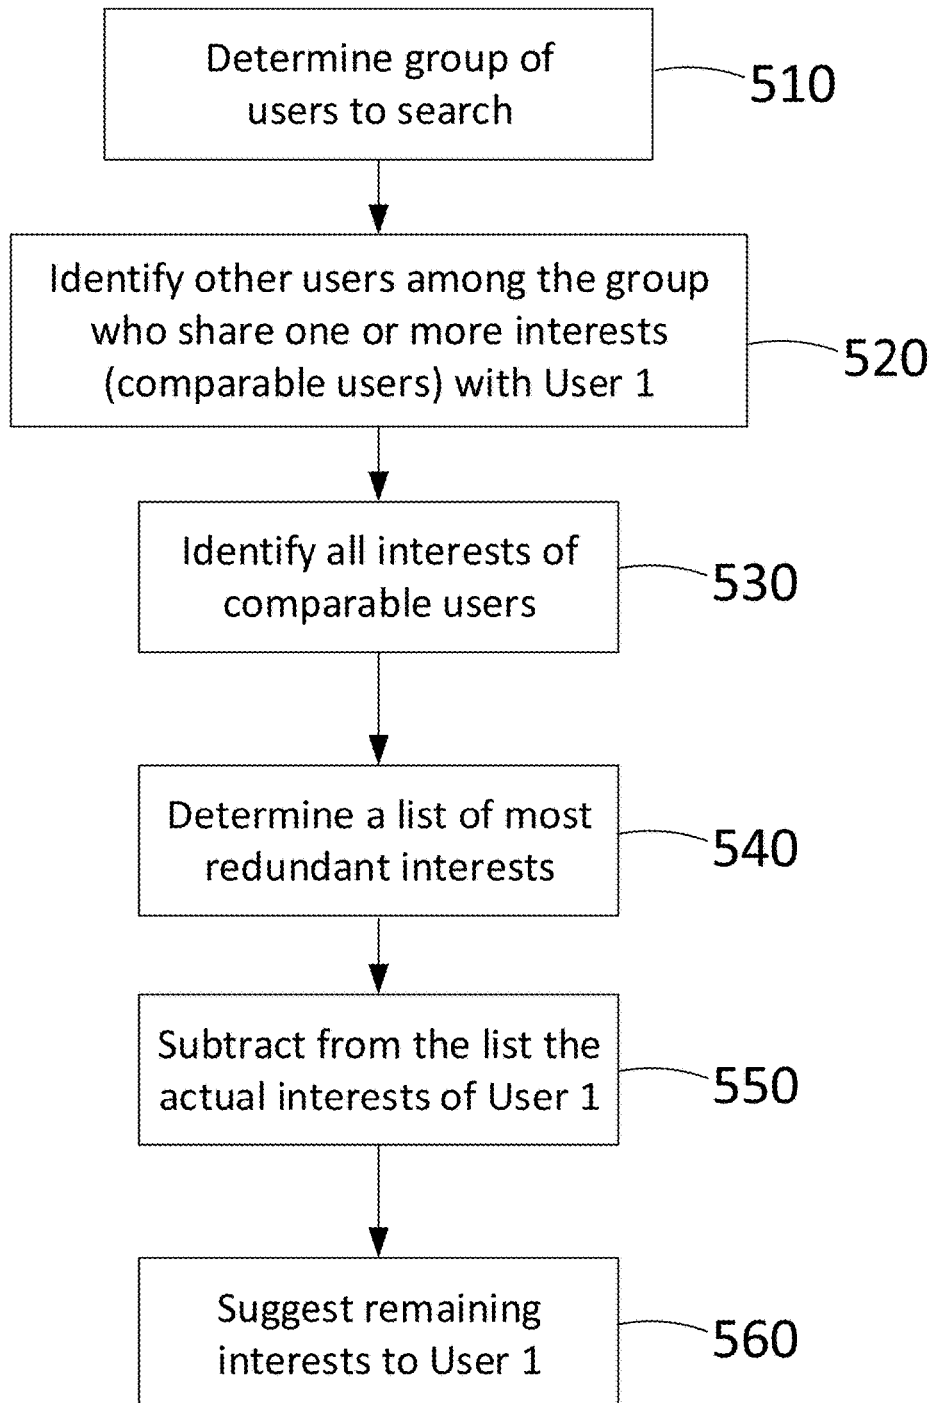 Determine group of
users to search
510
Identify other users among the group
who share one or more interests
(comparable users) with User 1
520
Identify all interests of
comparable users
530
Determine a list of most
redundant interests
540
Subtract from the list the
actual interests of User 1
550
Suggest remaining
interests to User 1
560